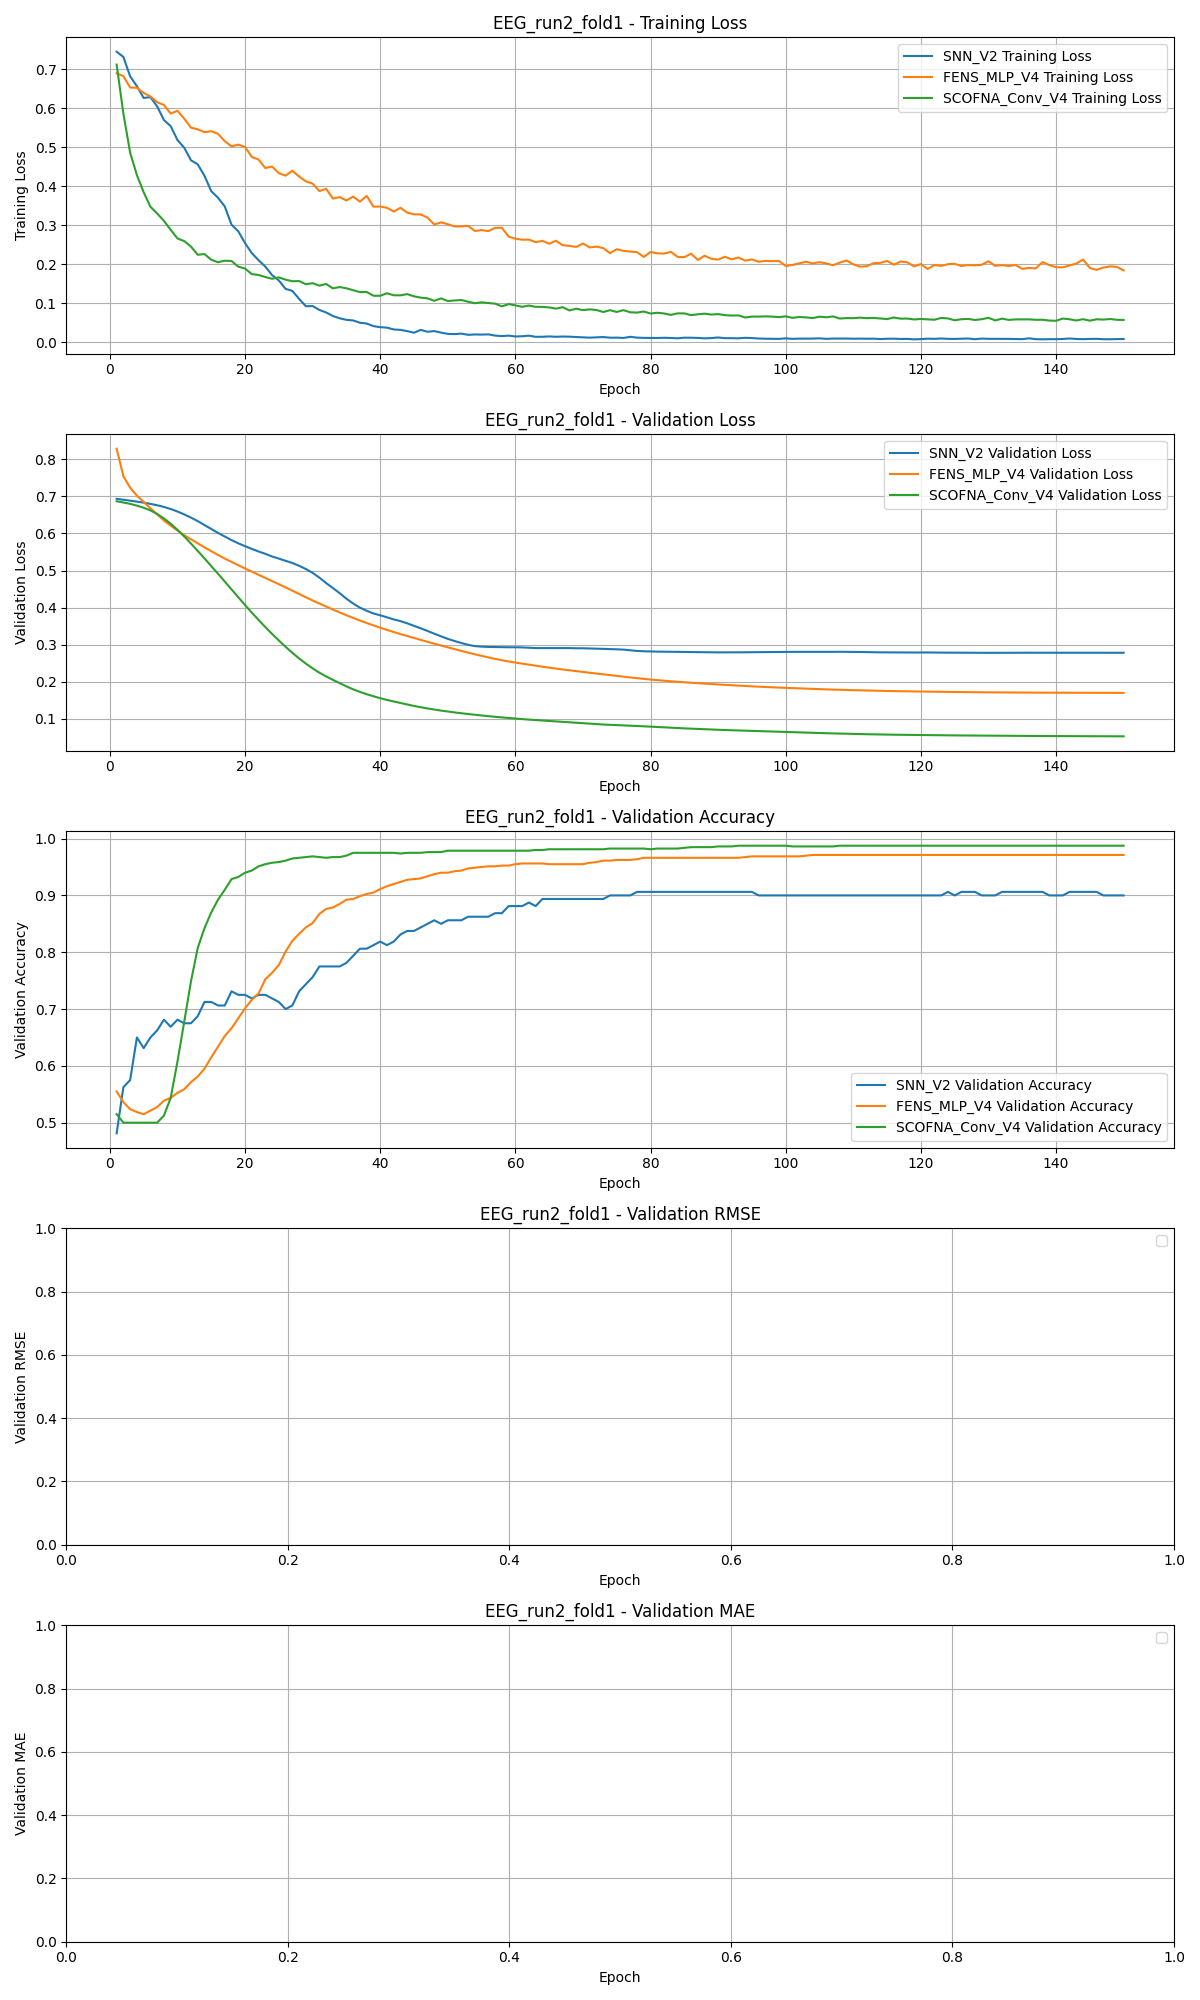 EEG_run2_fold1 - Training Loss
SNN_V2 Training Loss
FENS_MLP_V4 Training Loss
SCOFNA_Conv_V4 Training Loss
Training Loss
0.7
0.6
0.5
0.4
0.3
0.2
0.1
0.0
0 20 40 60 80 100 120 140
Epoch
EEG_run2_fold1 - Validation Loss
SNN_V2 Validation Loss
FENS_MLP_V4 Validation Loss
SCOFNA_Conv_V4 Validation Loss
Validation Loss
0.8
0.7
0.6
0.5
0.4
0.3
0.2
0.1
0 20 40 60 80 100 120 140
Epoch
EEG_run2_fold1 - Validation Accuracy
Validation Accuracy
1.0
0.9
0.8
0.7
0.6
0.5
SNN_V2 Validation Accuracy
FENS_MLP_V4 Validation Accuracy
SCOFNA_Conv_V4 Validation Accuracy
0 20 40 60 80 100 120 140
Epoch
EEG_run2_fold1 - Validation RMSE
Validation RMSE
1.0
0.8
0.6
0.4
0.2
0.0
0.0 0.2 0.4 0.6 0.8 1.0
Epoch
EEG_run2_fold1 - Validation MAE
Validation MAE
1.0
0.8
0.6
0.4
0.2
0.0
0.0 0.2 0.4 0.6 0.8 1.0
Epoch